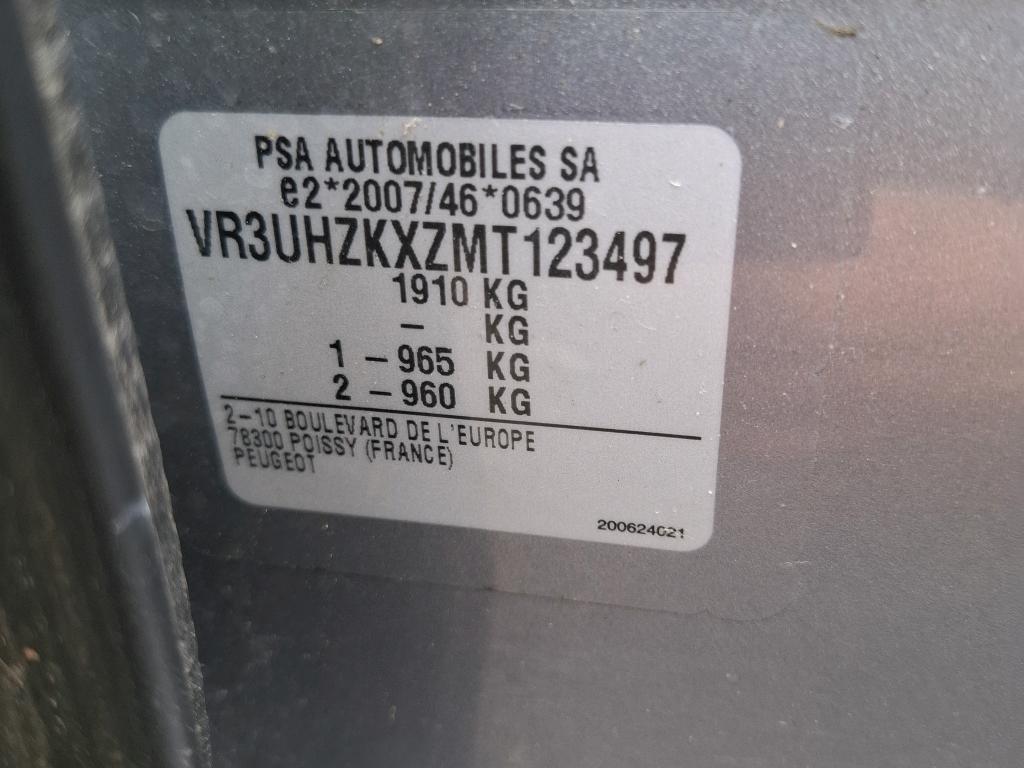 PSA AUTOMOBILES SA
e2*2007/46*0639
VR3UHZKXZMT123497
1910 KG
– KG
1 – 965 KG
2 – 960 KG
2–10 BOULEVARD DE L'EUROPE
78300 POISSY (FRANCE)
PEUGEOT
200624021